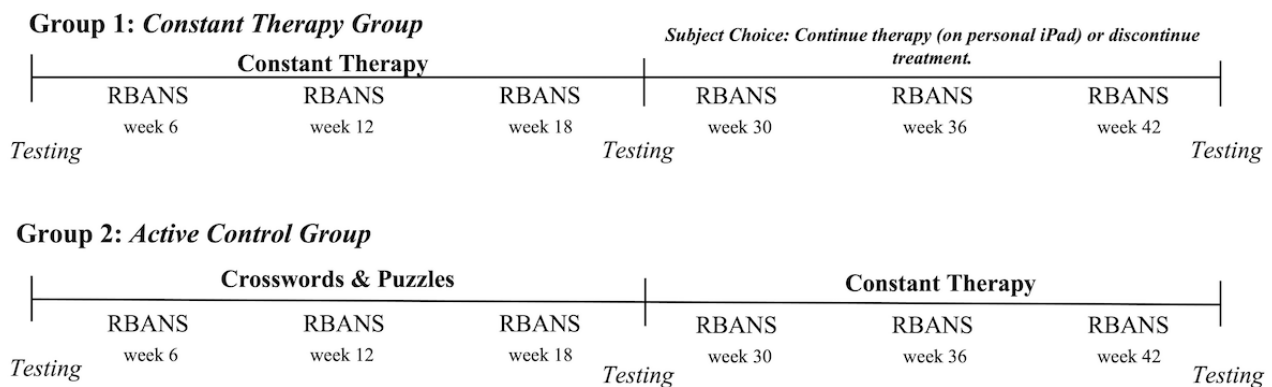 Group 1: Constant Therapy Group
Subject Choice: Continue therapy (on personal iPad) or discontinue
treatment.
Constant Therapy
RBANS RBANS RBANS RBANS RBANS RBANS
week 6 week 12 week 18 week 30 week 36 week 42
Testing Testing Testing
Group 2: Active Control Group
Crosswords & Puzzles Constant Therapy
RBANS RBANS RBANS RBANS RBANS RBANS
week 6 week 12 week 18 week 30 week 36 week 42
Testing Testing Testing